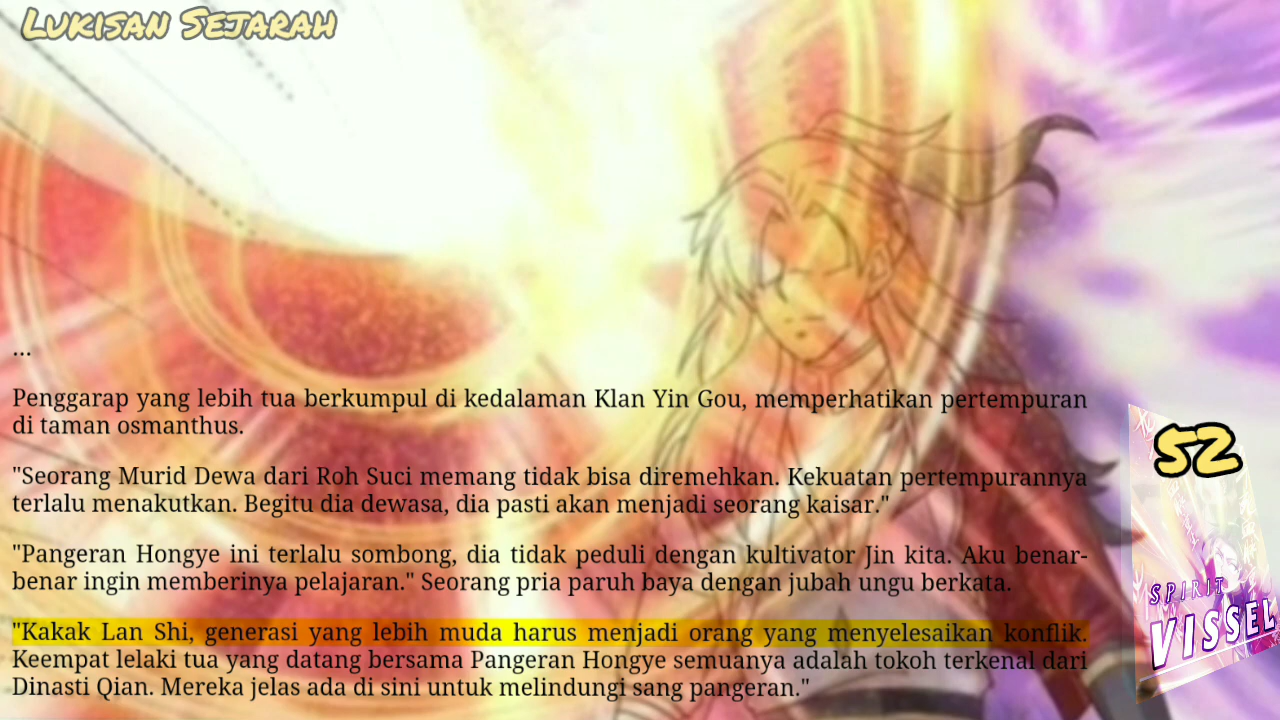 Lukisan Sejarah
...
Penggarap yang lebih tua berkumpul di kedalaman Klan Yin Gou, memperhatikan pertempuran
di taman osmanthus.
"Seorang Murid Dewa dari Roh Suci memang tidak bisa diremehkan. Kekuatan pertempurannya
terlalu menakutkan. Begitu dia dewasa, dia pasti akan menjadi seorang kaisar."
"Pangeran Hongye ini terlalu sombong, dia tidak peduli dengan kultivator Jin kita. Aku benar-
benar ingin memberinya pelajaran." Seorang pria paruh baya dengan jubah ungu berkata.
"Kakak Lan Shi, generasi yang lebih muda harus menjadi orang yang menyelesaikan konflik.
Keempat lelaki tua yang datang bersama Pangeran Hongye semuanya adalah tokoh terkenal dari
Dinasti Qian. Mereka jelas ada di sini untuk melindungi sang pangeran."
52
SPIRIT
VISSEL